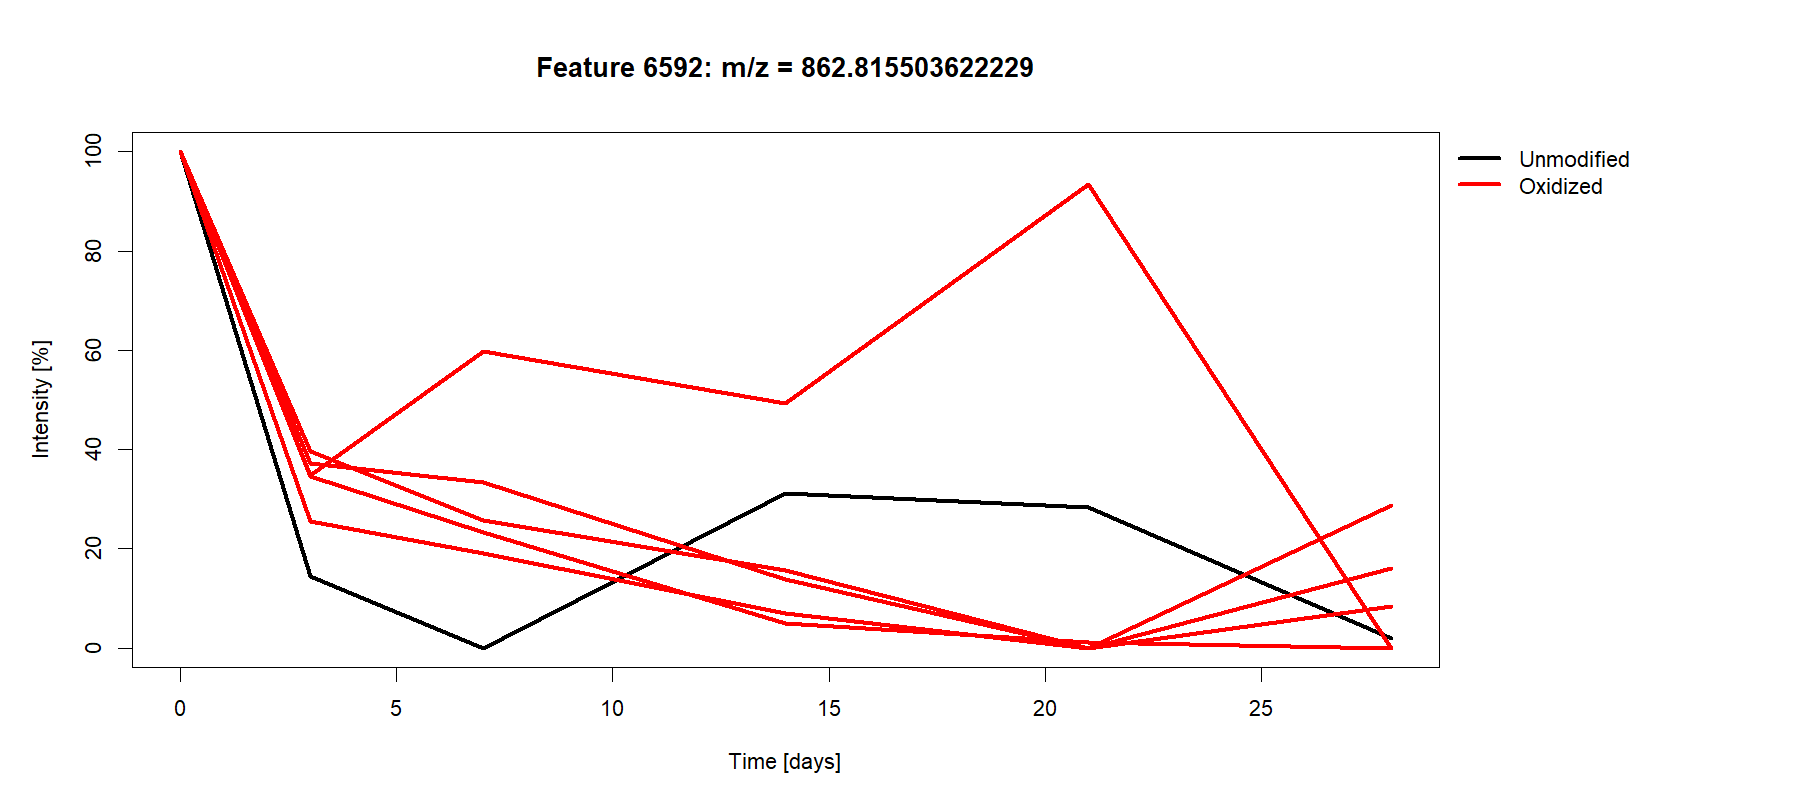 Feature 6592: m/z = 862.815503622229
Unmodified
Oxidized
Intensity [%]
100
80
60
40
20
0
0 5 10 15 20 25
Time [days]